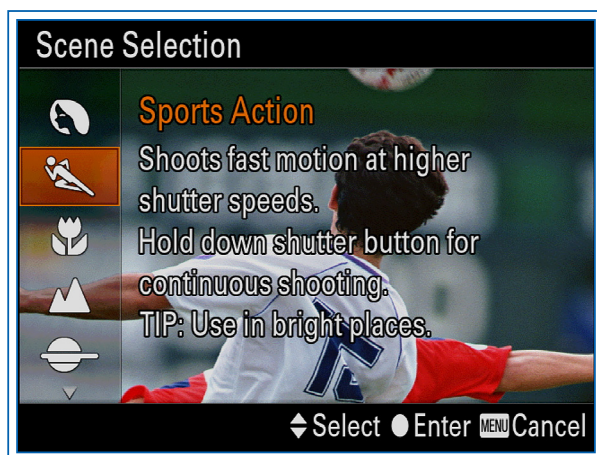 Scene Selection
Sports Action
Shoots fast motion at higher
shutter speeds.
Hold down shutter button for
continuous shooting.
TIP: Use in bright places.
Select Enter MENU Cancel